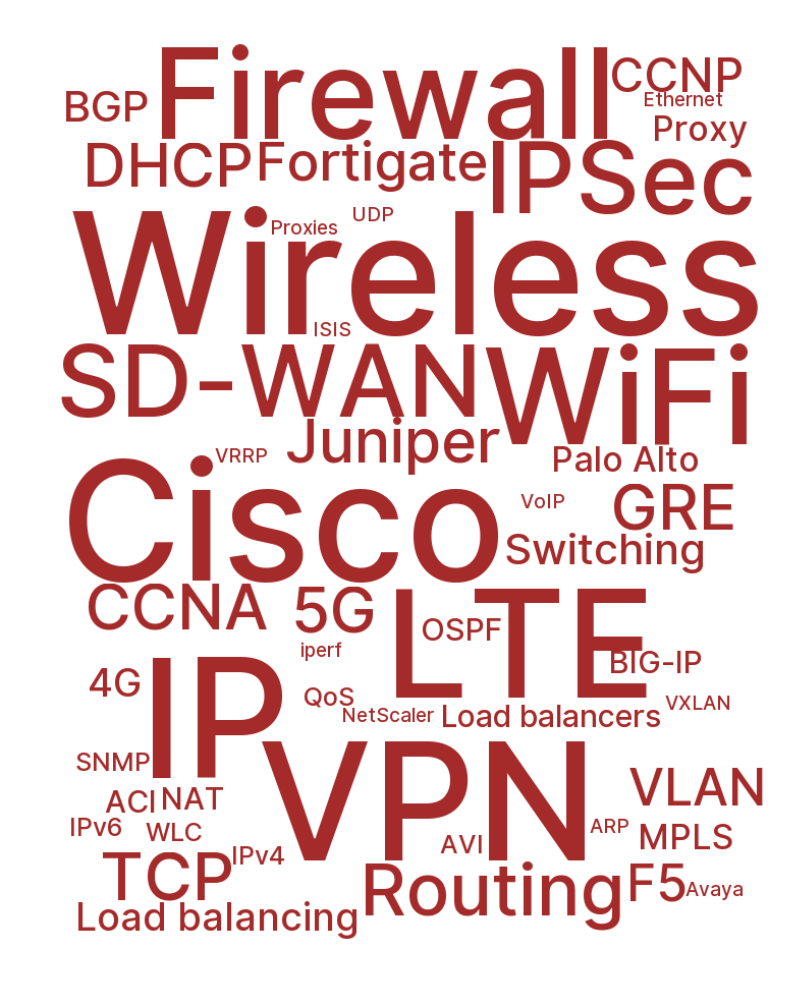 Firewall
CCNP
BGP
Ethernet
Proxy
DHCP
Fortigate
IPSec
Wireless
Proxies
UDP
ISIS
SD-WAN
WiFi
Juniper
VRRP
Palo Alto
Cisco
VoIP
GRE
Switching
CCNA
5G
LTE
OSPF
iperf
BIG-IP
4G
IP
QoS
NetScaler
Load balancers
VXLAN
SNMP
VPN
VLAN
ACI
NAT
IPv6
WLC
ARP
MPLS
AVI
IPv4
TCP
Routing
F5
Avaya
Load balancing